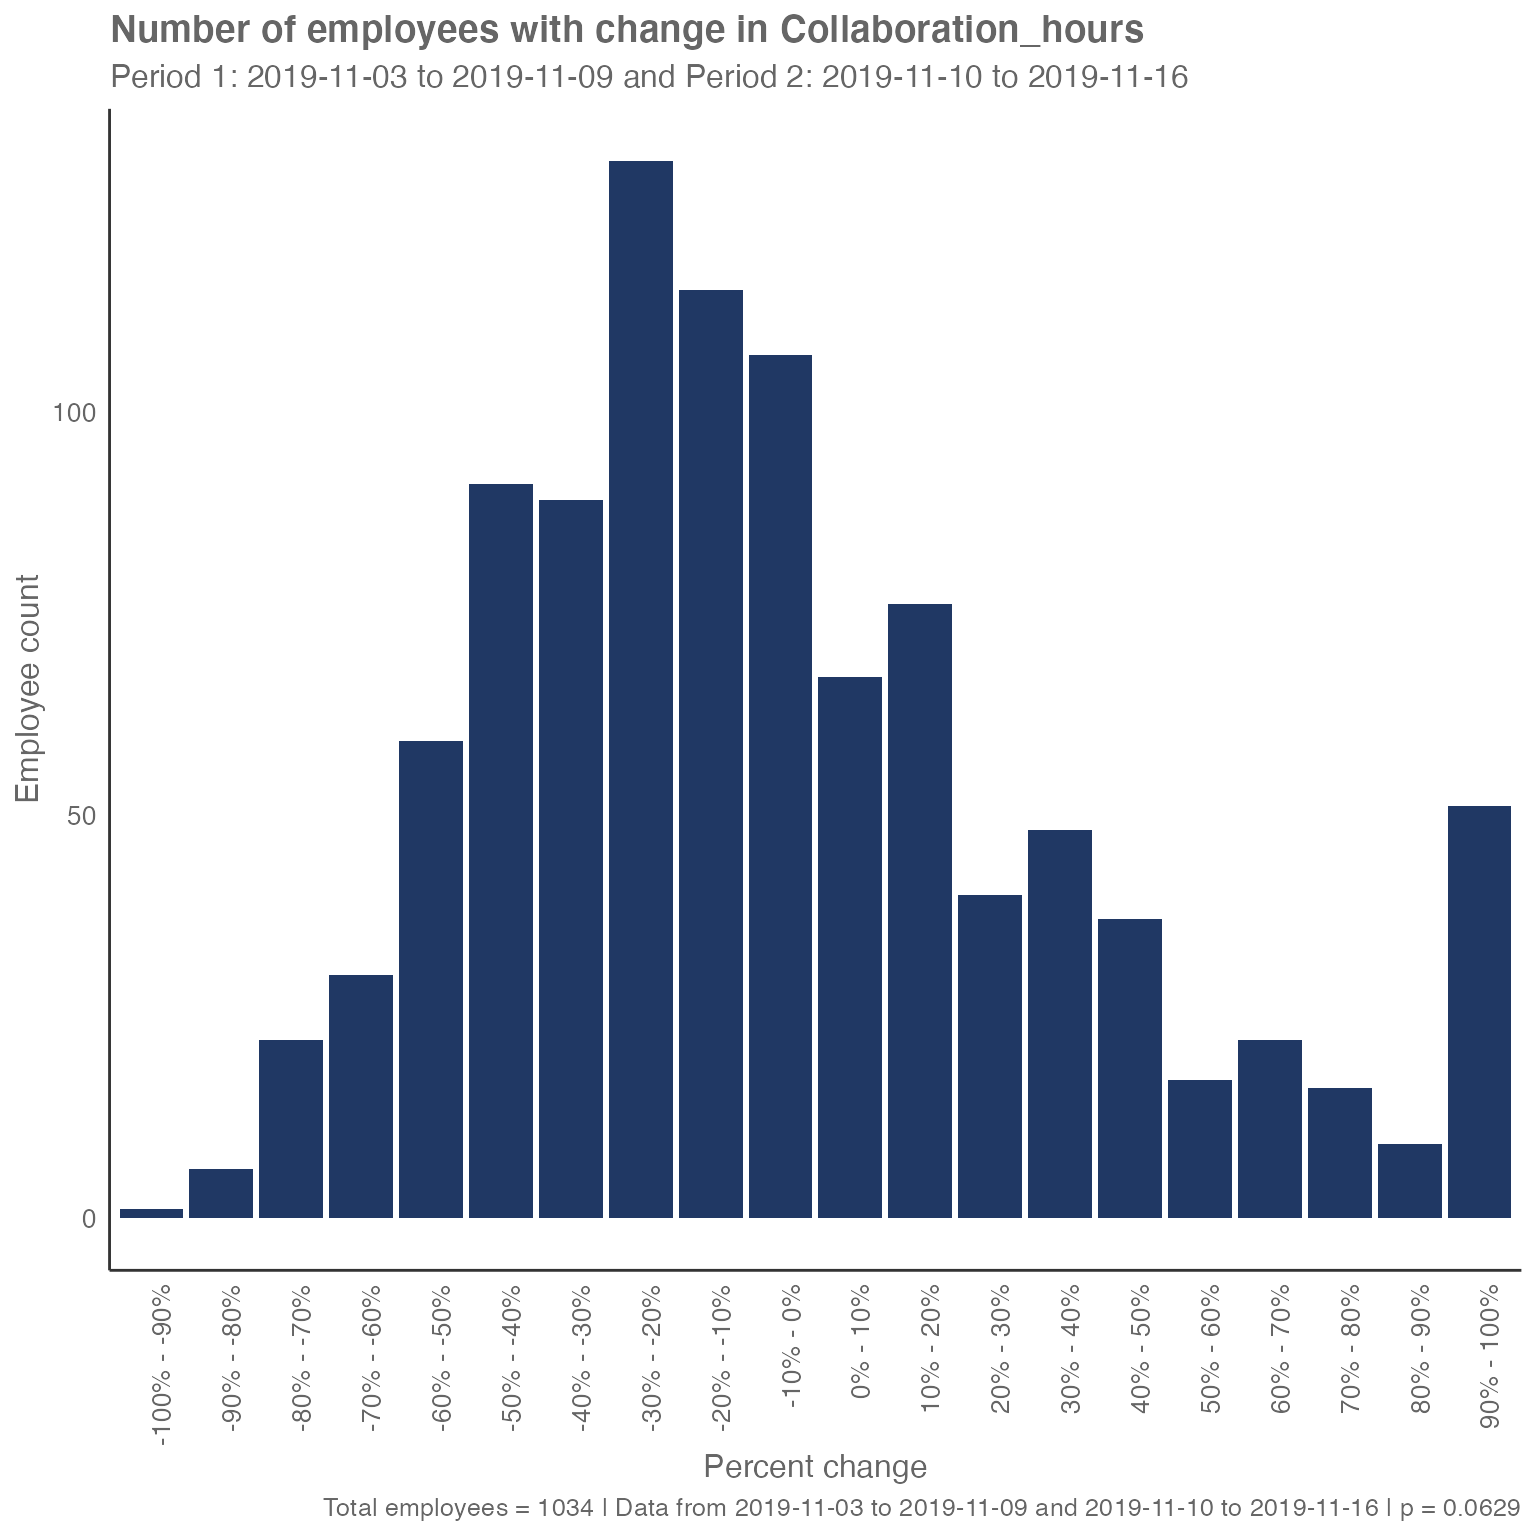 Number of employees with change in Collaboration_hours
Period 1: 2019-11-03 to 2019-11-09 and Period 2: 2019-11-10 to 2019-11-16
Employee count
100
50
0
-100% - -90%
-90% - -80%
-80% - -70%
-70% - -60%
-60% - -50%
-50% - -40%
-40% - -30%
-30% - -20%
-20% - -10%
-10% - 0%
0% - 10%
10% - 20%
20% - 30%
30% - 40%
40% - 50%
50% - 60%
60% - 70%
70% - 80%
80% - 90%
90% - 100%
Percent change
Total employees = 1034 | Data from 2019-11-03 to 2019-11-09 and 2019-11-10 to 2019-11-16 | p = 0.0629